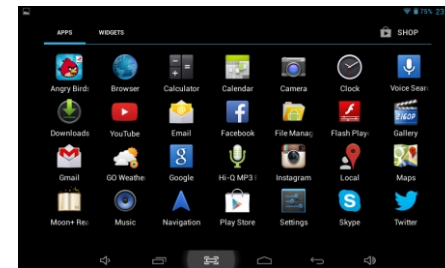 75% 23
APPS WIDGETS SHOP
Angry Birds Browser Calculator Calendar Camera Clock Voice Sear
Downloads YouTube Email Facebook File Manag Flash Playe Gallery
Gmail GO Weathe Google Hi-Q MP3 Instagram Local Maps
Moon+ Rea Music Navigation Play Store Settings Skype Twitter